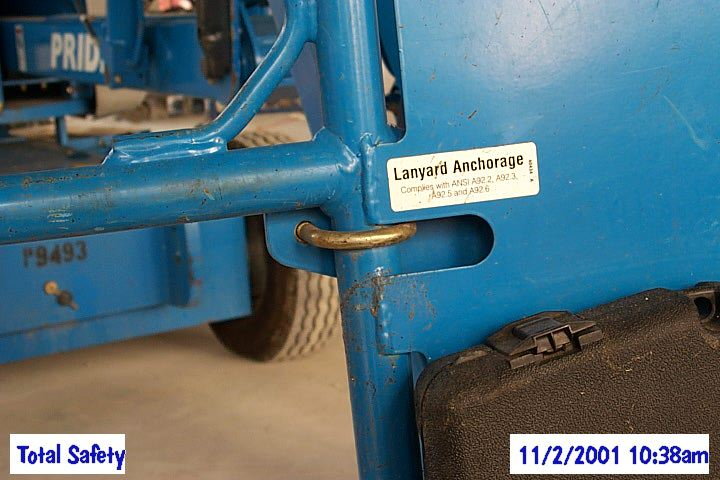 PRID
Lanyard Anchorage
Complies with ANSI A92.2, A92.3,
A92.5 and A92.6
P9493
Total Safety
11/2/2001 10:38am